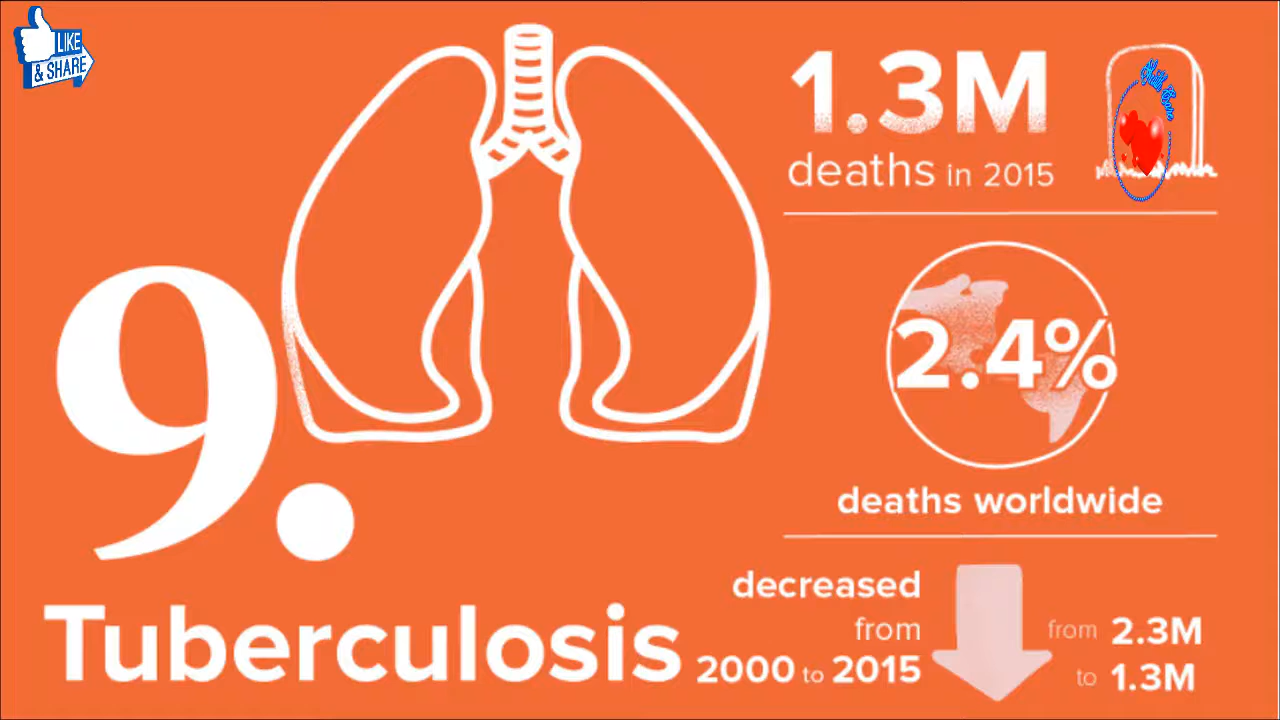 LIKE
& SHARE
1.3M
deaths in 2015
2.4%
deaths worldwide
9.
Tuberculosis
decreased
from
2000 to 2015
from 2.3M
to 1.3M